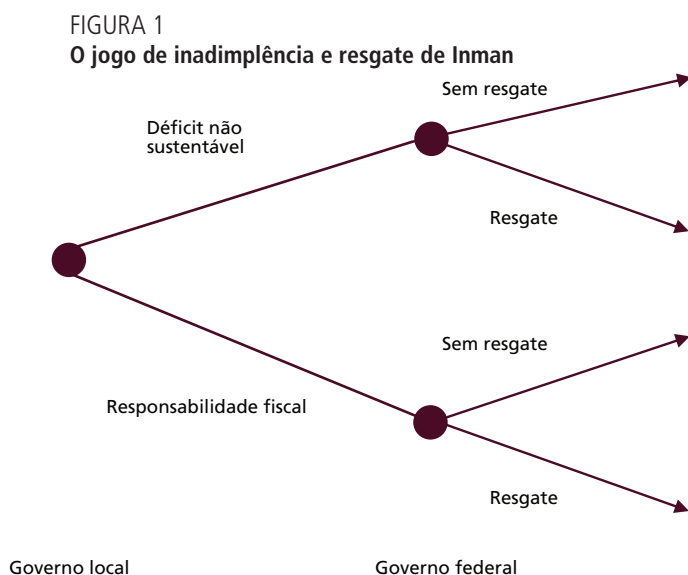 FIGURA 1
O jogo de inadimplência e resgate de Inman
Sem resgate
Déficit não
sustentável
Resgate
Sem resgate
Responsabilidade fiscal
Resgate
Governo local
Governo federal